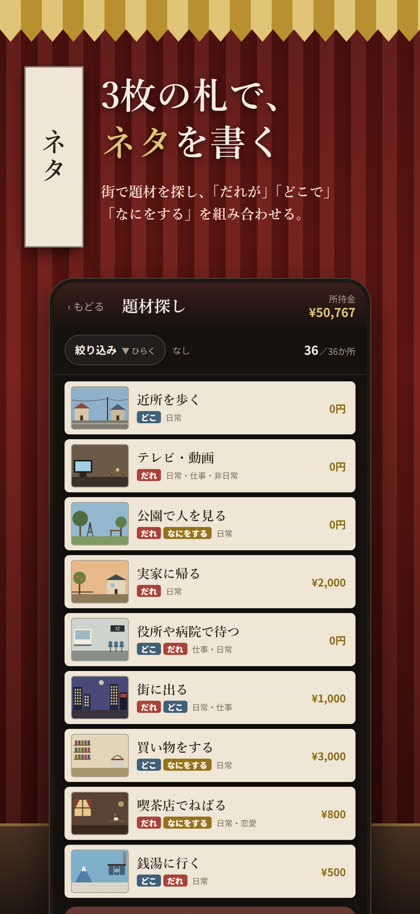 ネタ
3枚の札で、
ネタを書く
街で題材を探し、「だれが」「どこで」
「なにをする」を組み合わせる。
‹ もどる
題材探し
所持金
¥50,767
絞り込み ▼ひらく なし
36／36か所
近所を歩く
どこ 日常
0円
テレビ・動画
だれ 日常・仕事・非日常
0円
公園で人を見る
だれ なにをする 日常
0円
実家に帰る
だれ 日常
¥2,000
役所や病院で待つ
どこ だれ 仕事・日常
0円
街に出る
だれ どこ 日常・仕事
¥1,000
買い物をする
どこ なにをする 日常
¥3,000
喫茶店でねばる
だれ なにをする 日常・恋愛
¥800
銭湯に行く
どこ だれ 日常
¥500